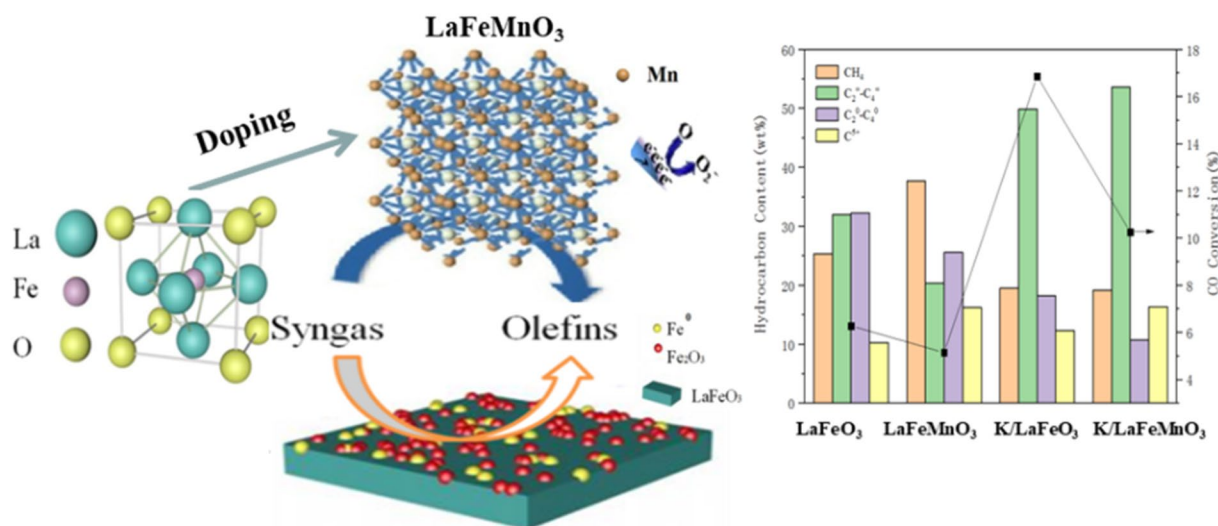 LaFeMnO₃
Mn
Doping
O
O₂⁻
e e e e
La
Fe
O
Syngas
Olefins
Fe⁰
Fe₂O₃
LaFeO₃
60
50
40
30
20
10
0
Hydrocarbon Content (wt%)
CH₄
C₂⁼-C₄⁼
C₂⁰-C₄⁰
C⁵⁺
18
16
14
12
10
8
6
4
CO Conversion(%)
LaFeO₃ LaFeMnO₃ K/LaFeO₃ K/LaFeMnO₃